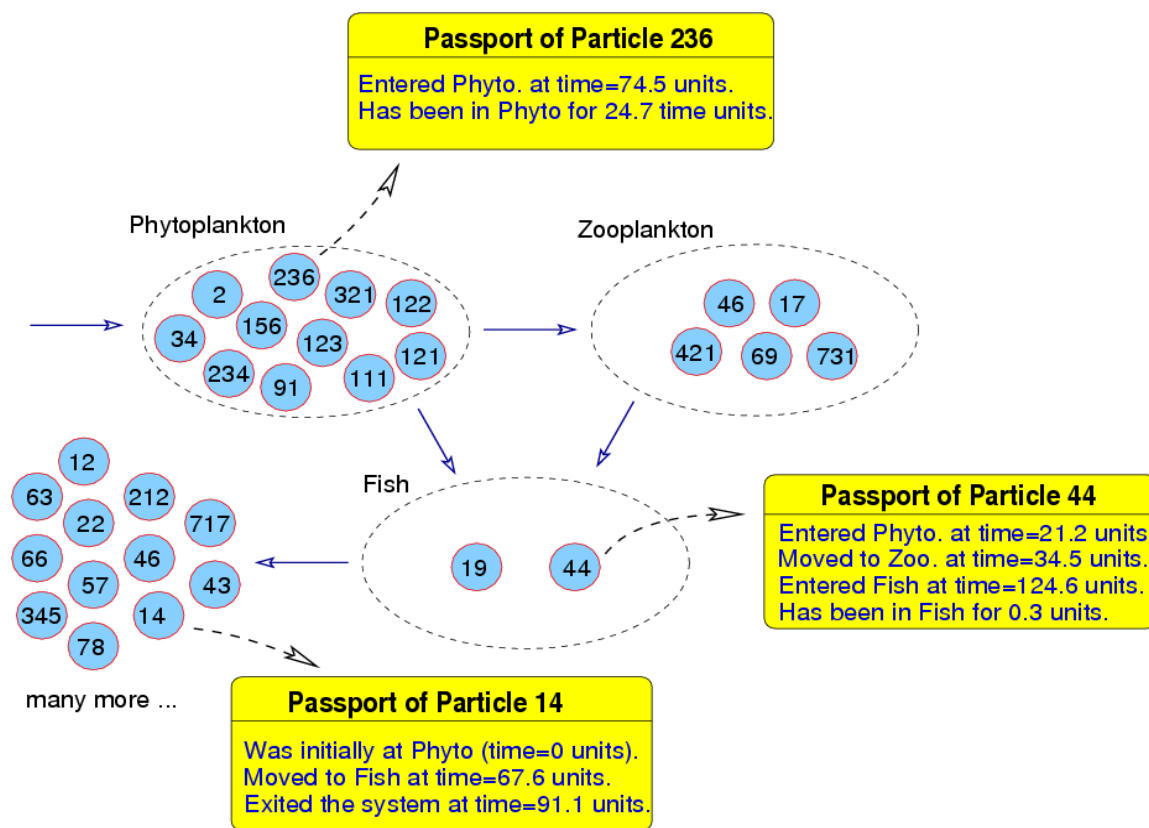 Passport of Particle 236
Entered Phyto. at time=74.5 units.
Has been in Phyto for 24.7 time units.
Phytoplankton
Zooplankton
236
2
321
122
46
17
156
34
123
121
421
69
731
234
91
111
12
Fish
63
212
22
717
66
46
19
44
57
43
345
14
78
many more ...
Passport of Particle 44
Entered Phyto. at time=21.2 units
Moved to Zoo. at time=34.5 units.
Entered Fish at time=124.6 units.
Has been in Fish for 0.3 units.
Passport of Particle 14
Was initially at Phyto (time=0 units).
Moved to Fish at time=67.6 units.
Exited the system at time=91.1 units.